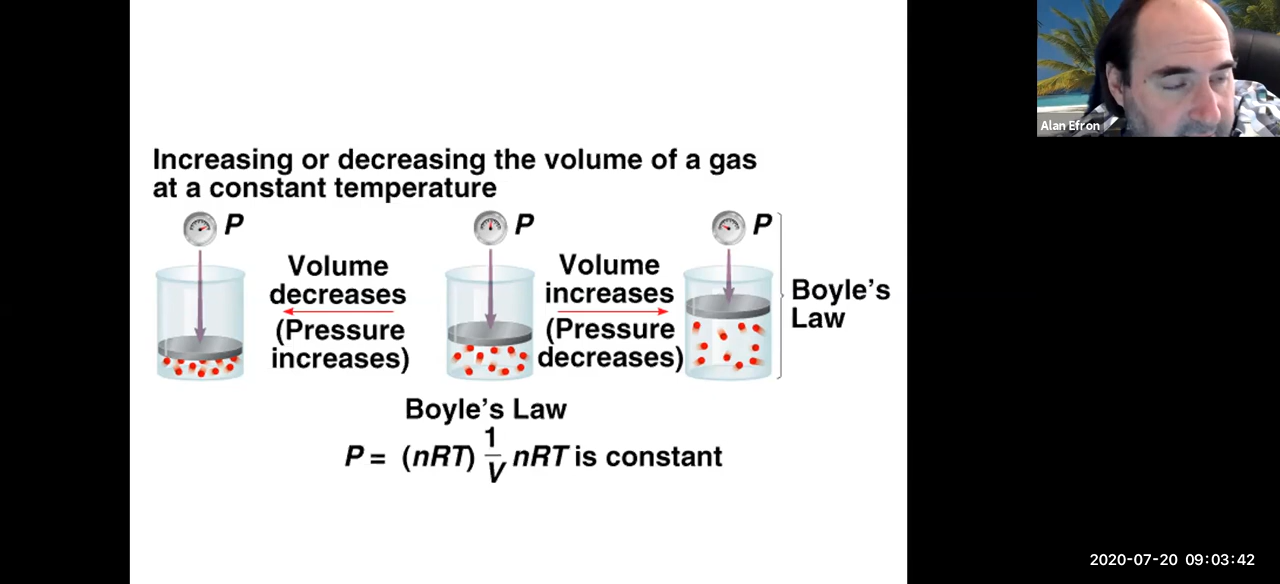 Increasing or decreasing the volume of a gas
at a constant temperature
P
P
P
Volume
decreases
(Pressure
increases)
Volume
increases
(Pressure
decreases)
Boyle's
Law
Boyle's Law
P = (nRT) 1/V nRT is constant
Alan Efron
2020-07-20 09:03:42